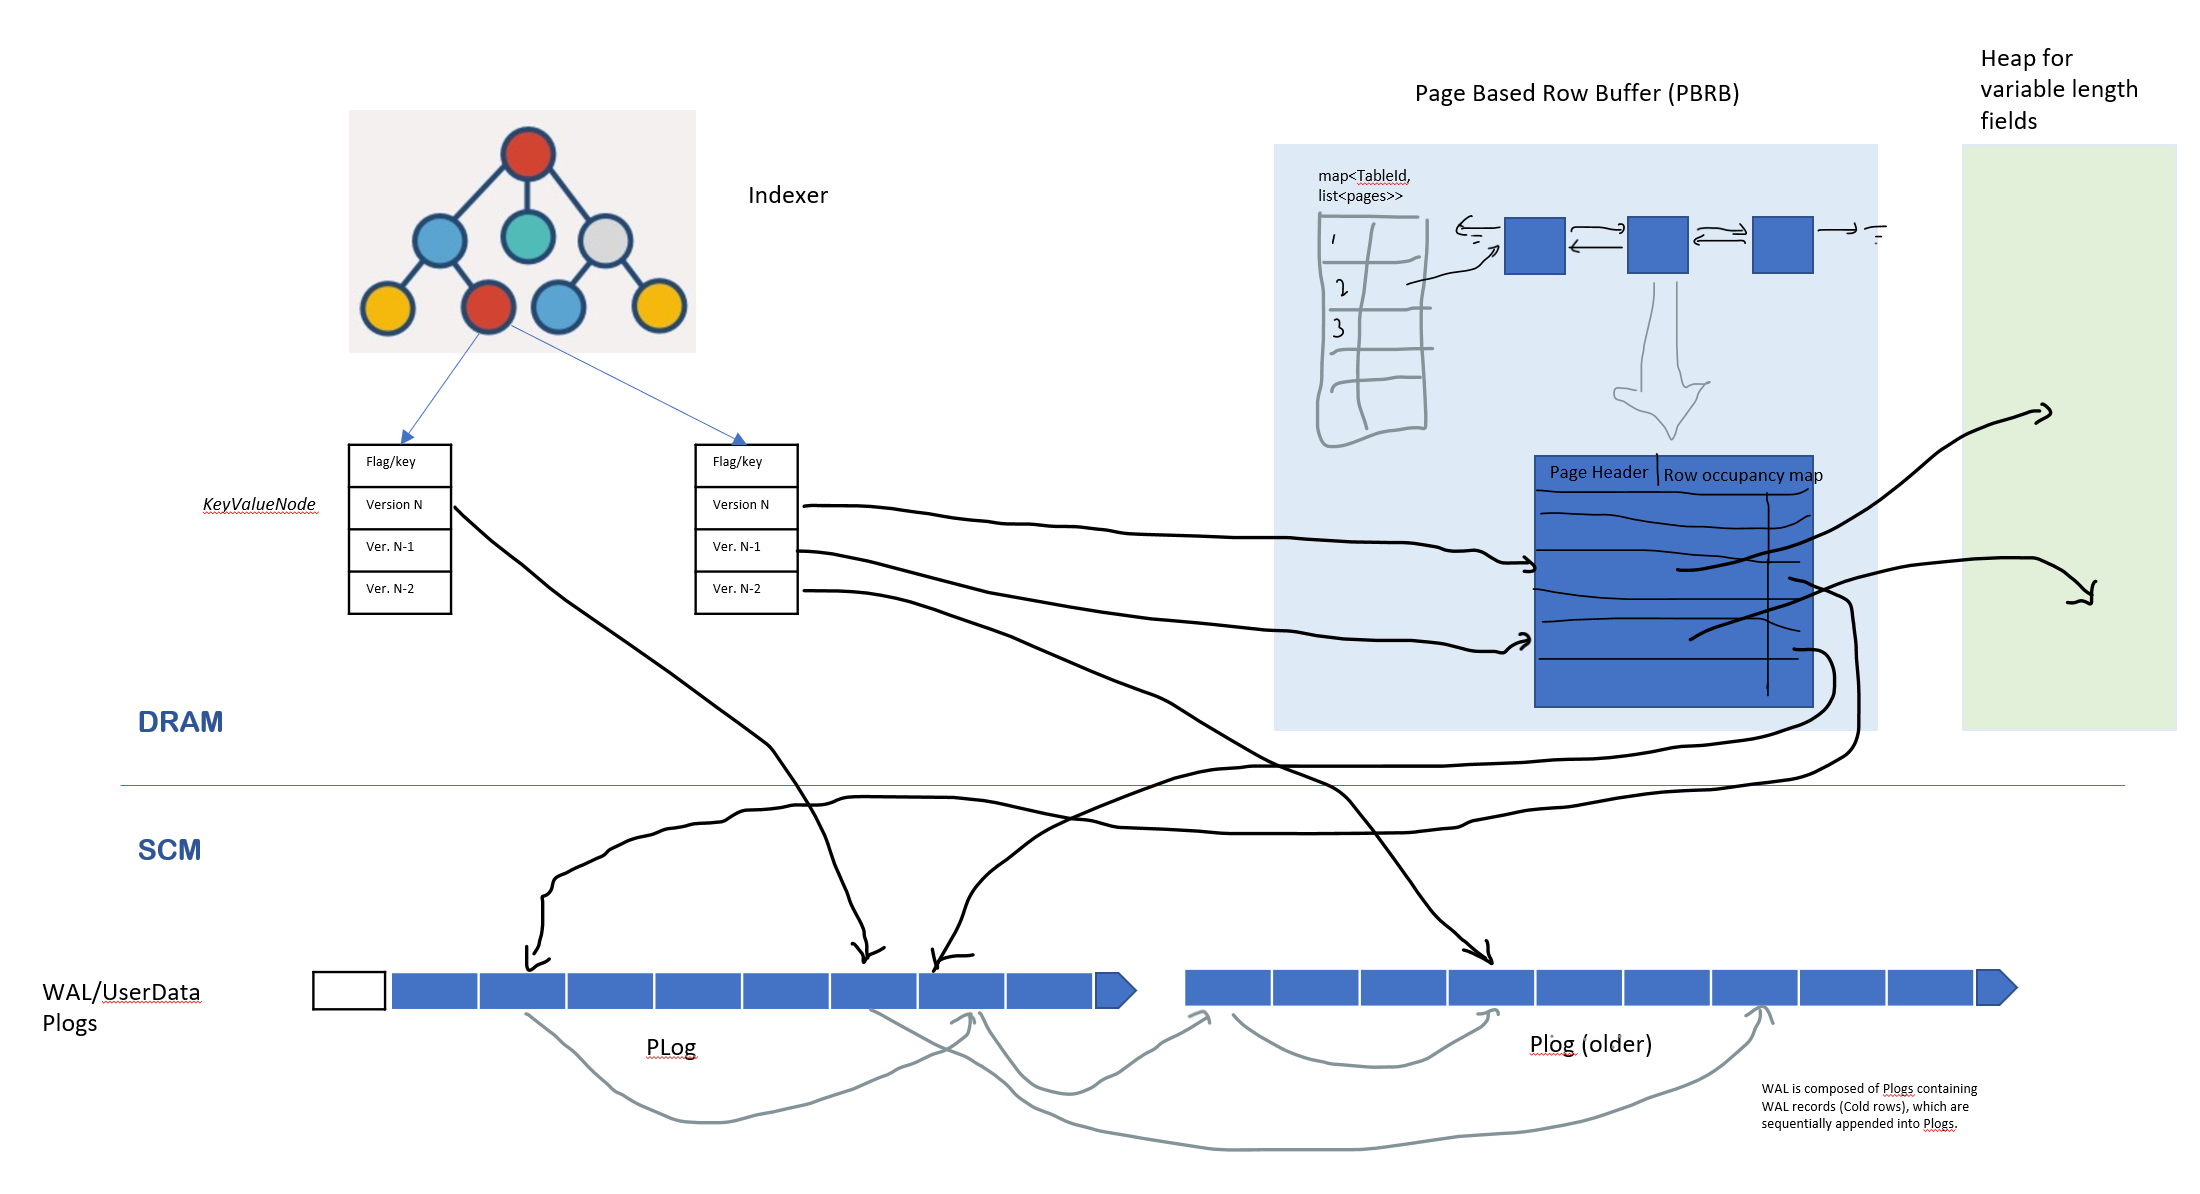 Heap for
variable length
fields
Page Based Row Buffer (PBRB)
map<TableId,
list<pages>>
Indexer
1
2
3
Flag/key
Version N
Ver. N-1
Ver. N-2
KeyValueNode
Flag/key
Version N
Ver. N-1
Ver. N-2
Page Header
Row occupancy map
DRAM
SCM
WAL/UserData
Plogs
PLog
Plog (older)
WAL is composed of Plogs containing
WAL records (Cold rows), which are
sequentially appended into Plogs.